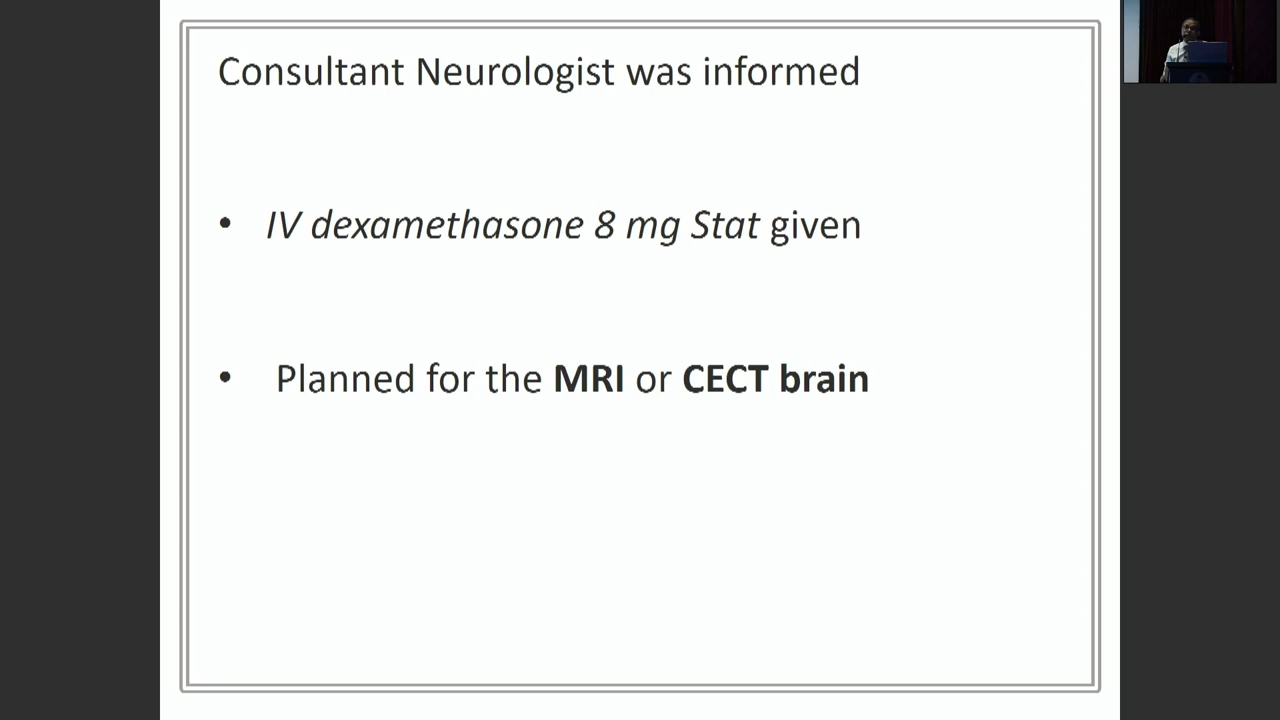 Consultant Neurologist was informed
• IV dexamethasone 8 mg Stat given
• Planned for the MRI or CECT brain